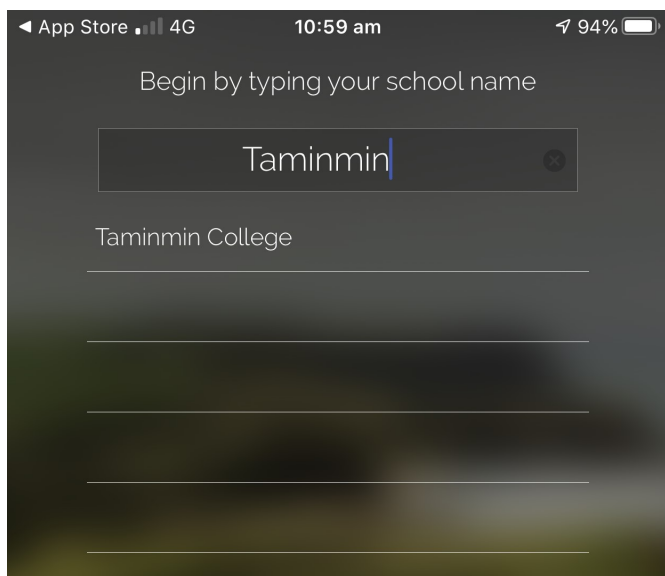 ◀ App Store 4G 10:59 am 94%
Begin by typing your school name
Taminmin
Taminmin College